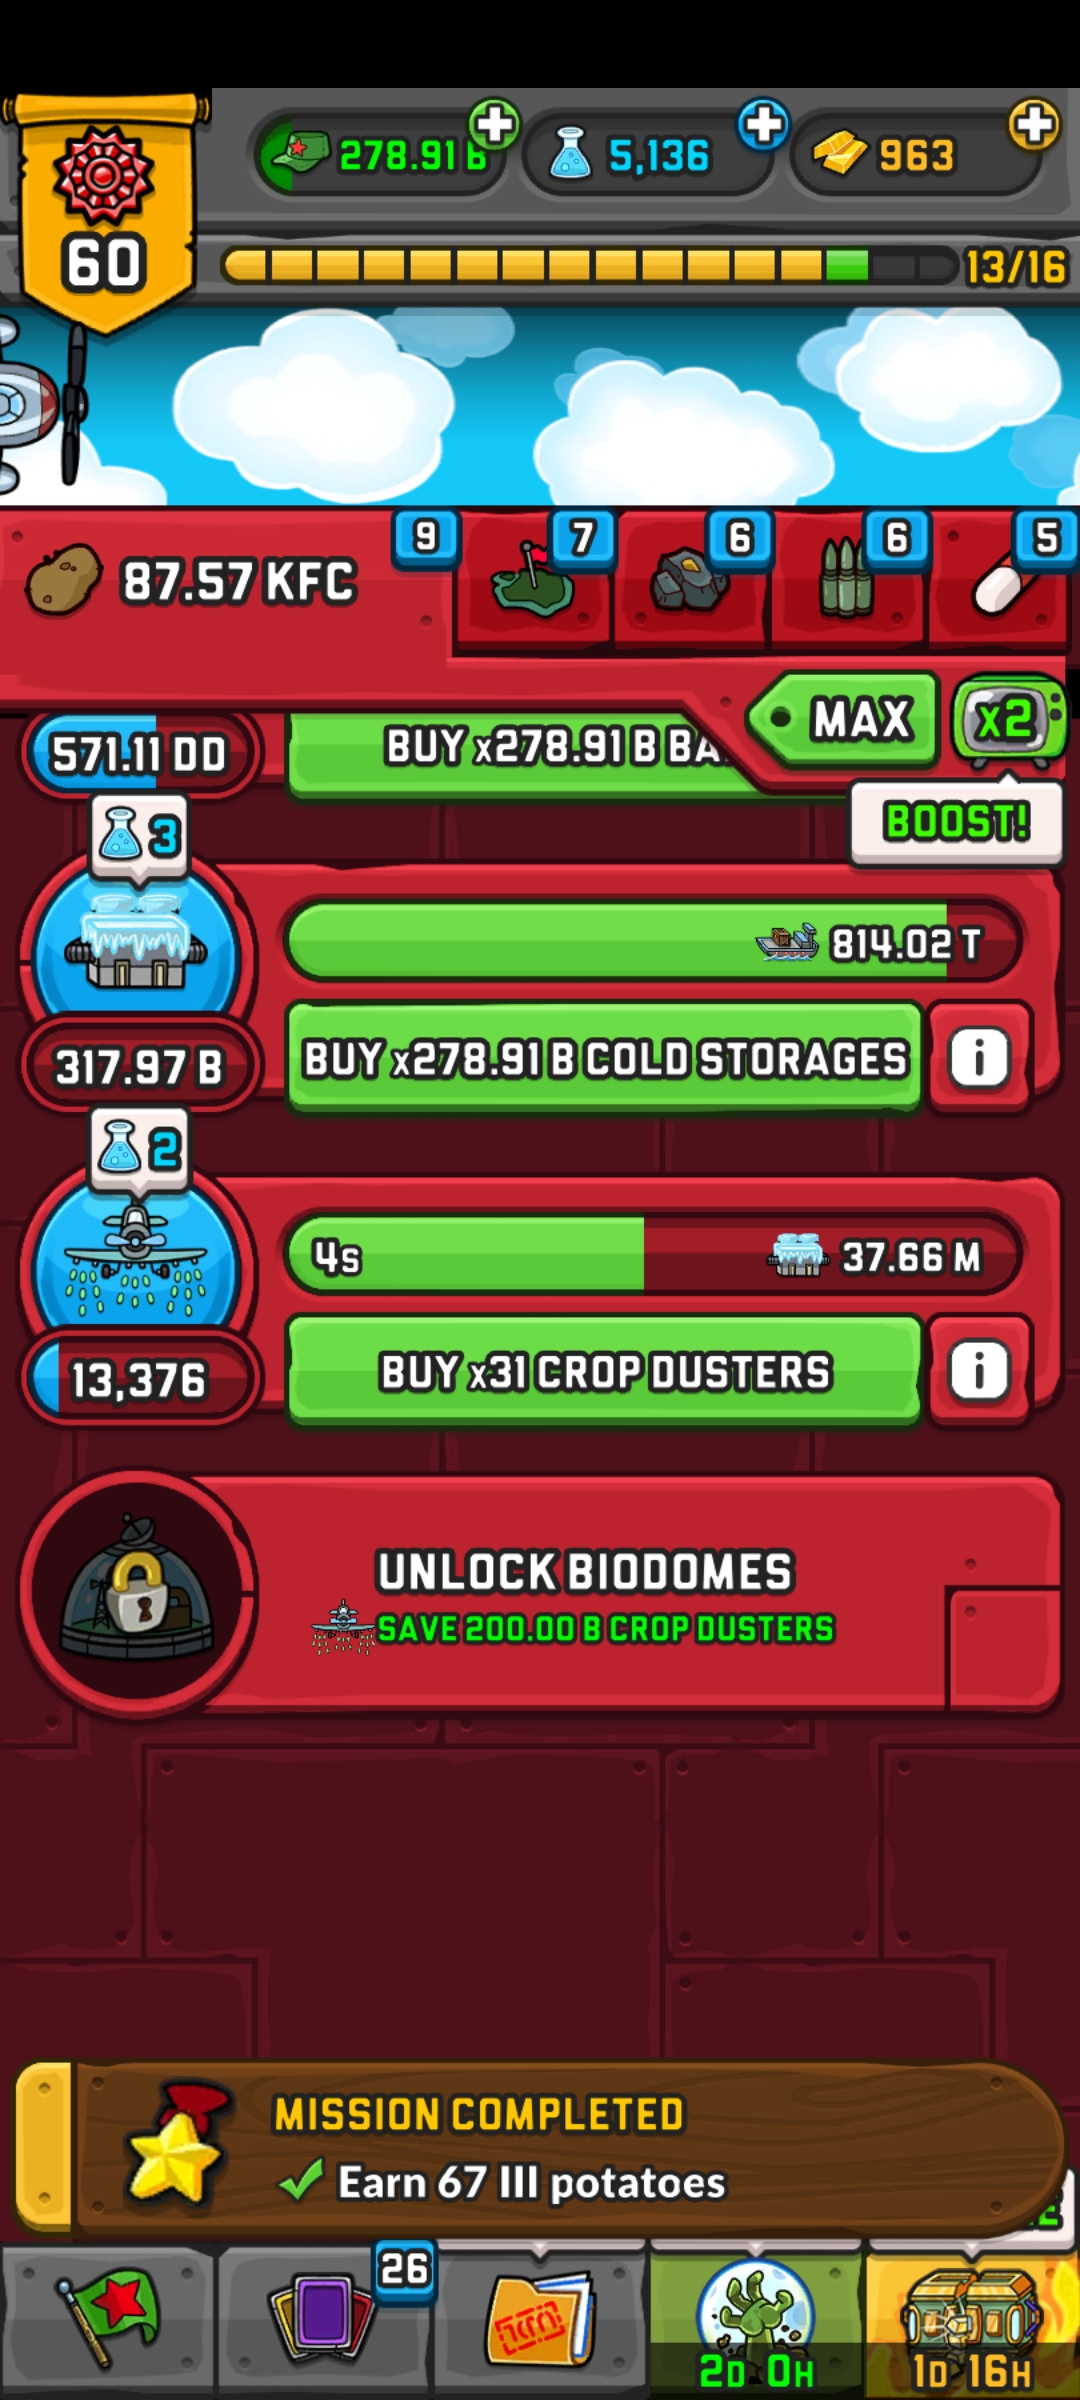 278.91 B
5,136
963
60
13/16
87.57 KFC
9
7
6
6
5
MAX
x2
571.11 DD
BUY x278.91 B BA
BOOST!
3
814.02 T
317.97 B
BUY x278.91 B COLD STORAGES
i
2
4s
37.66 M
13,376
BUY x31 CROP DUSTERS
i
UNLOCK BIODOMES
SAVE 200.00 B CROP DUSTERS
MISSION COMPLETED
Earn 67 III potatoes
26
2D 0H
1D 16H